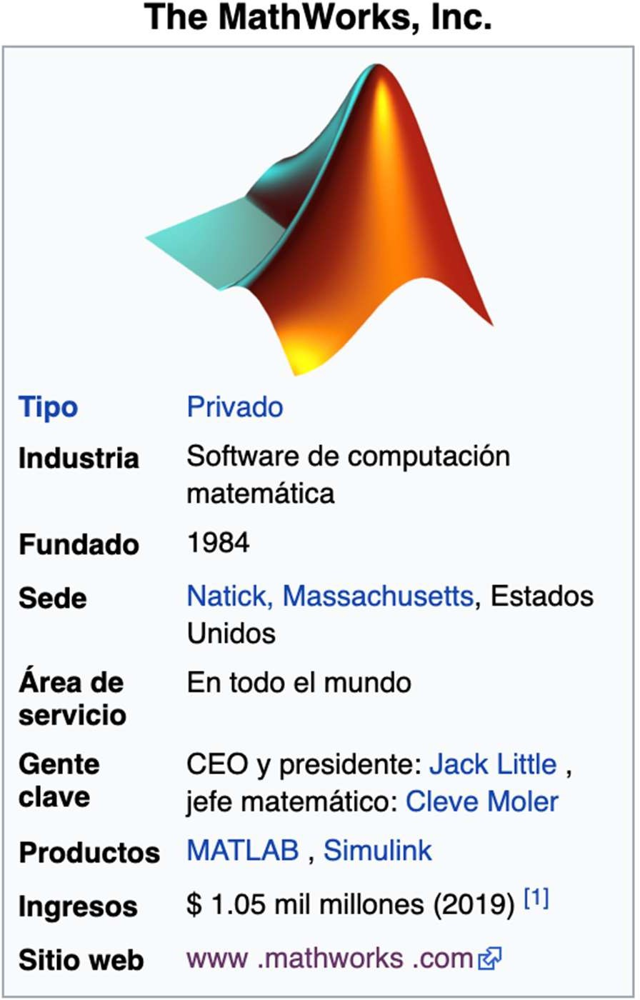 The MathWorks, Inc.
Tipo Privado
Industria Software de computación
matemática
Fundado 1984
Sede Natick, Massachusetts, Estados
Unidos
Área de
servicio En todo el mundo
Gente
clave CEO y presidente: Jack Little ,
jefe matemático: Cleve Moler
Productos MATLAB , Simulink
Ingresos $ 1.05 mil millones (2019) [1]
Sitio web www .mathworks .com